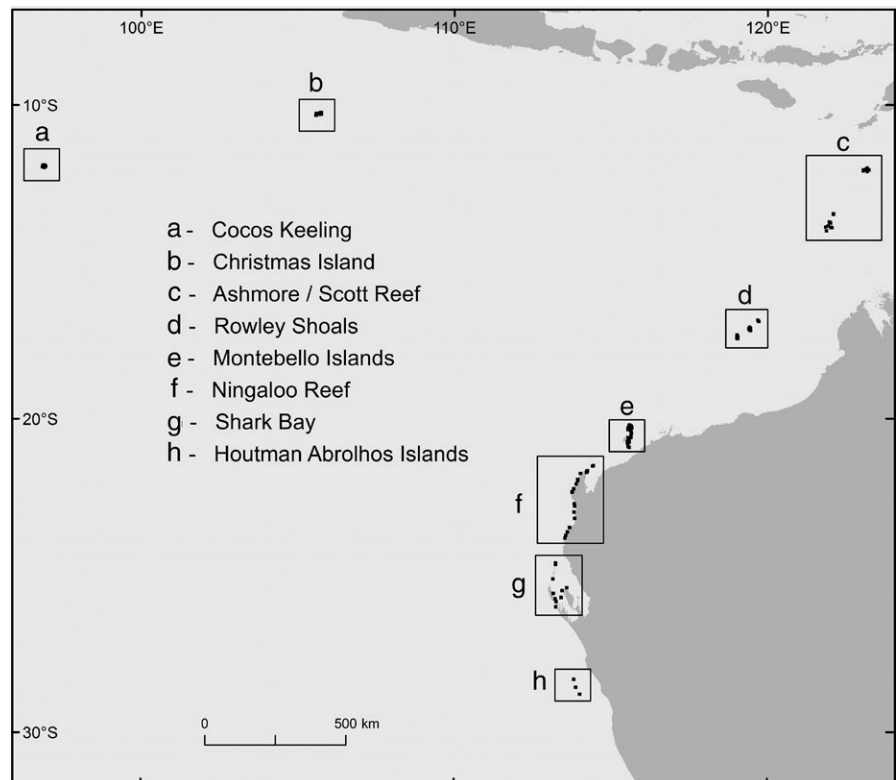 100°E 110°E 120°E
b
10°S
a
c
a - Cocos Keeling
b - Christmas Island
c - Ashmore / Scott Reef
d
d - Rowley Shoals
e - Montebello Islands
f - Ningaloo Reef
e
20°S
g - Shark Bay
h - Houtman Abrolhos Islands
f
g
h
0 500 km
30°S